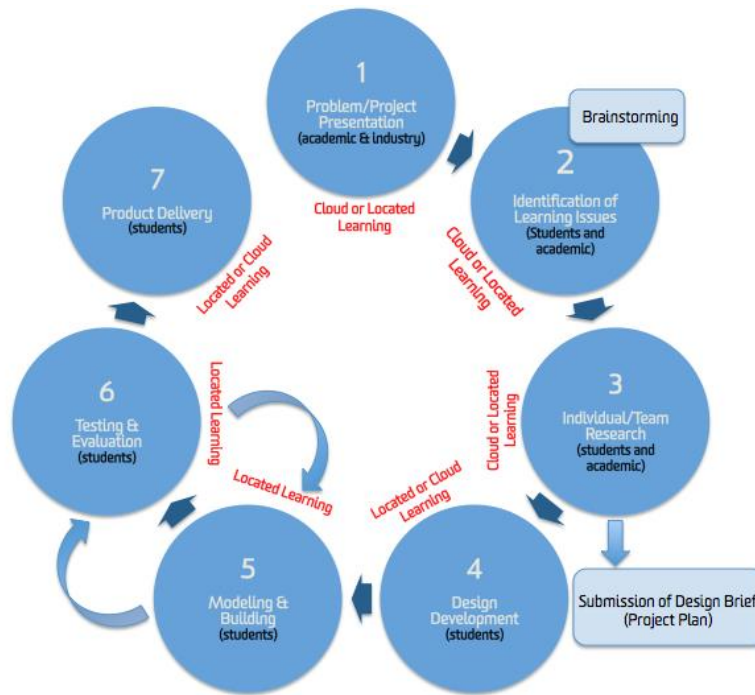 1
Problem/Project
Presentation
(academic & industry)
Cloud or Located
Learning
Brainstorming
2
Identification of
Learning Issues
(Students and
academic)
Cloud or Located
Learning
3
Individual/Team
Research
(students and
academic)
Cloud or Located
Learning
Submission of Design Brief
(Project Plan)
4
Design
Development
(students)
Located or Cloud
Learning
5
Modeling &
Building
(students)
Located Learning
6
Testing &
Evaluation
(students)
Located Learning
7
Product Delivery
(students)
Located or Cloud
Learning